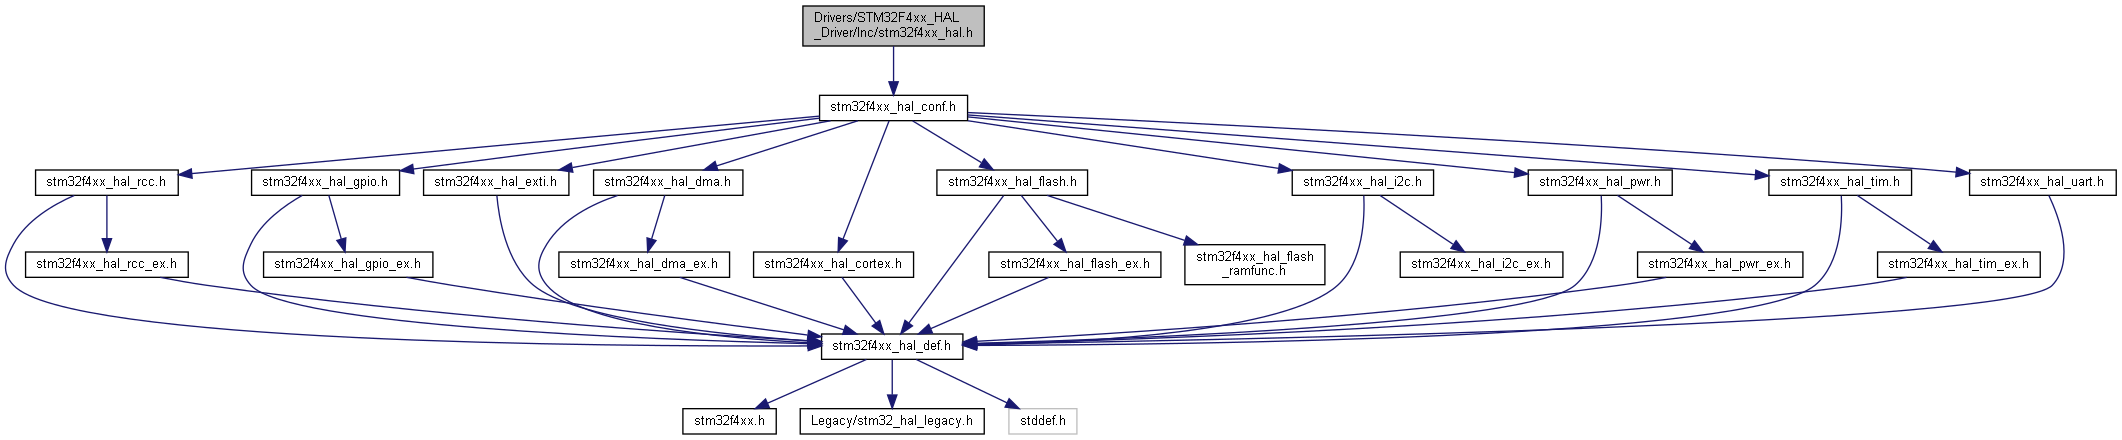 Drivers/STM32F4xx_HAL
_Driver/Inc/stm32f4xx_hal.h
stm32f4xx_hal_conf.h
stm32f4xx_hal_rcc.h
stm32f4xx_hal_gpio.h
stm32f4xx_hal_exti.h
stm32f4xx_hal_dma.h
stm32f4xx_hal_flash.h
stm32f4xx_hal_i2c.h
stm32f4xx_hal_pwr.h
stm32f4xx_hal_tim.h
stm32f4xx_hal_uart.h
stm32f4xx_hal_rcc_ex.h
stm32f4xx_hal_gpio_ex.h
stm32f4xx_hal_dma_ex.h
stm32f4xx_hal_cortex.h
stm32f4xx_hal_flash_ex.h
stm32f4xx_hal_flash
_ramfunc.h
stm32f4xx_hal_i2c_ex.h
stm32f4xx_hal_pwr_ex.h
stm32f4xx_hal_tim_ex.h
stm32f4xx_hal_def.h
stm32f4xx.h
Legacy/stm32_hal_legacy.h
stddef.h